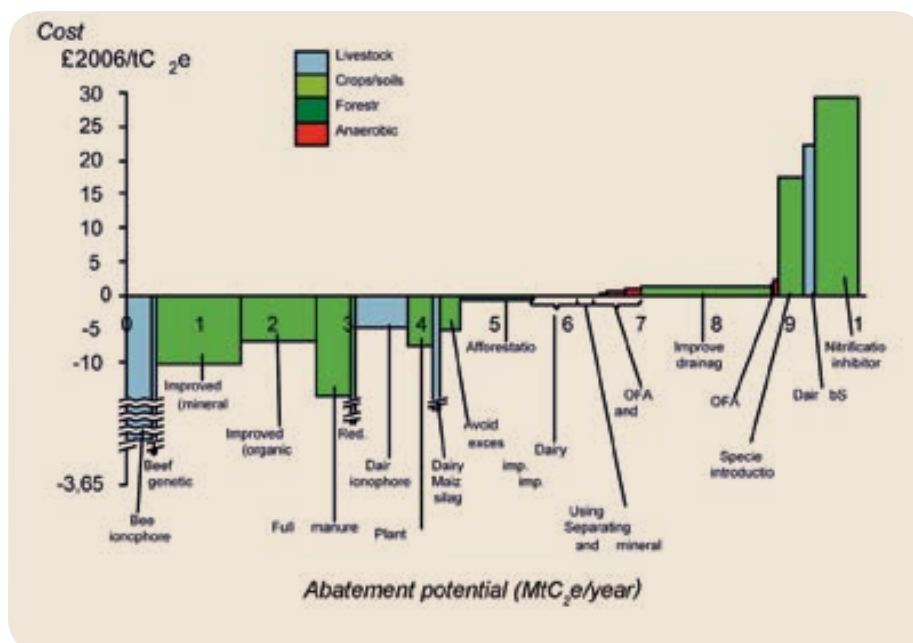 Cost
£2006/tC 2e
Livestock
Crops/soils
Forestr
Anaerobic
30
25
20
15
10
5
0
-5
-10
-3,65
0 1 2 3 4 5 6 7 8 9 1
Improved
(mineral
Improved
(organic
Beef
genetic
Bee
ionophore
Full manure
Red.
Dair
ionophore
Plant
Dairy
Maiz
silag
Avoid
exces
Afforestatio
Dairy
imp.
imp.
Using
Separating
and mineral
OFA
and
Improve
drainag
OFA
Specie
introductio
Dair bS
Nitrificatio
inhibitor
Abatement potential (MtC2e/year)